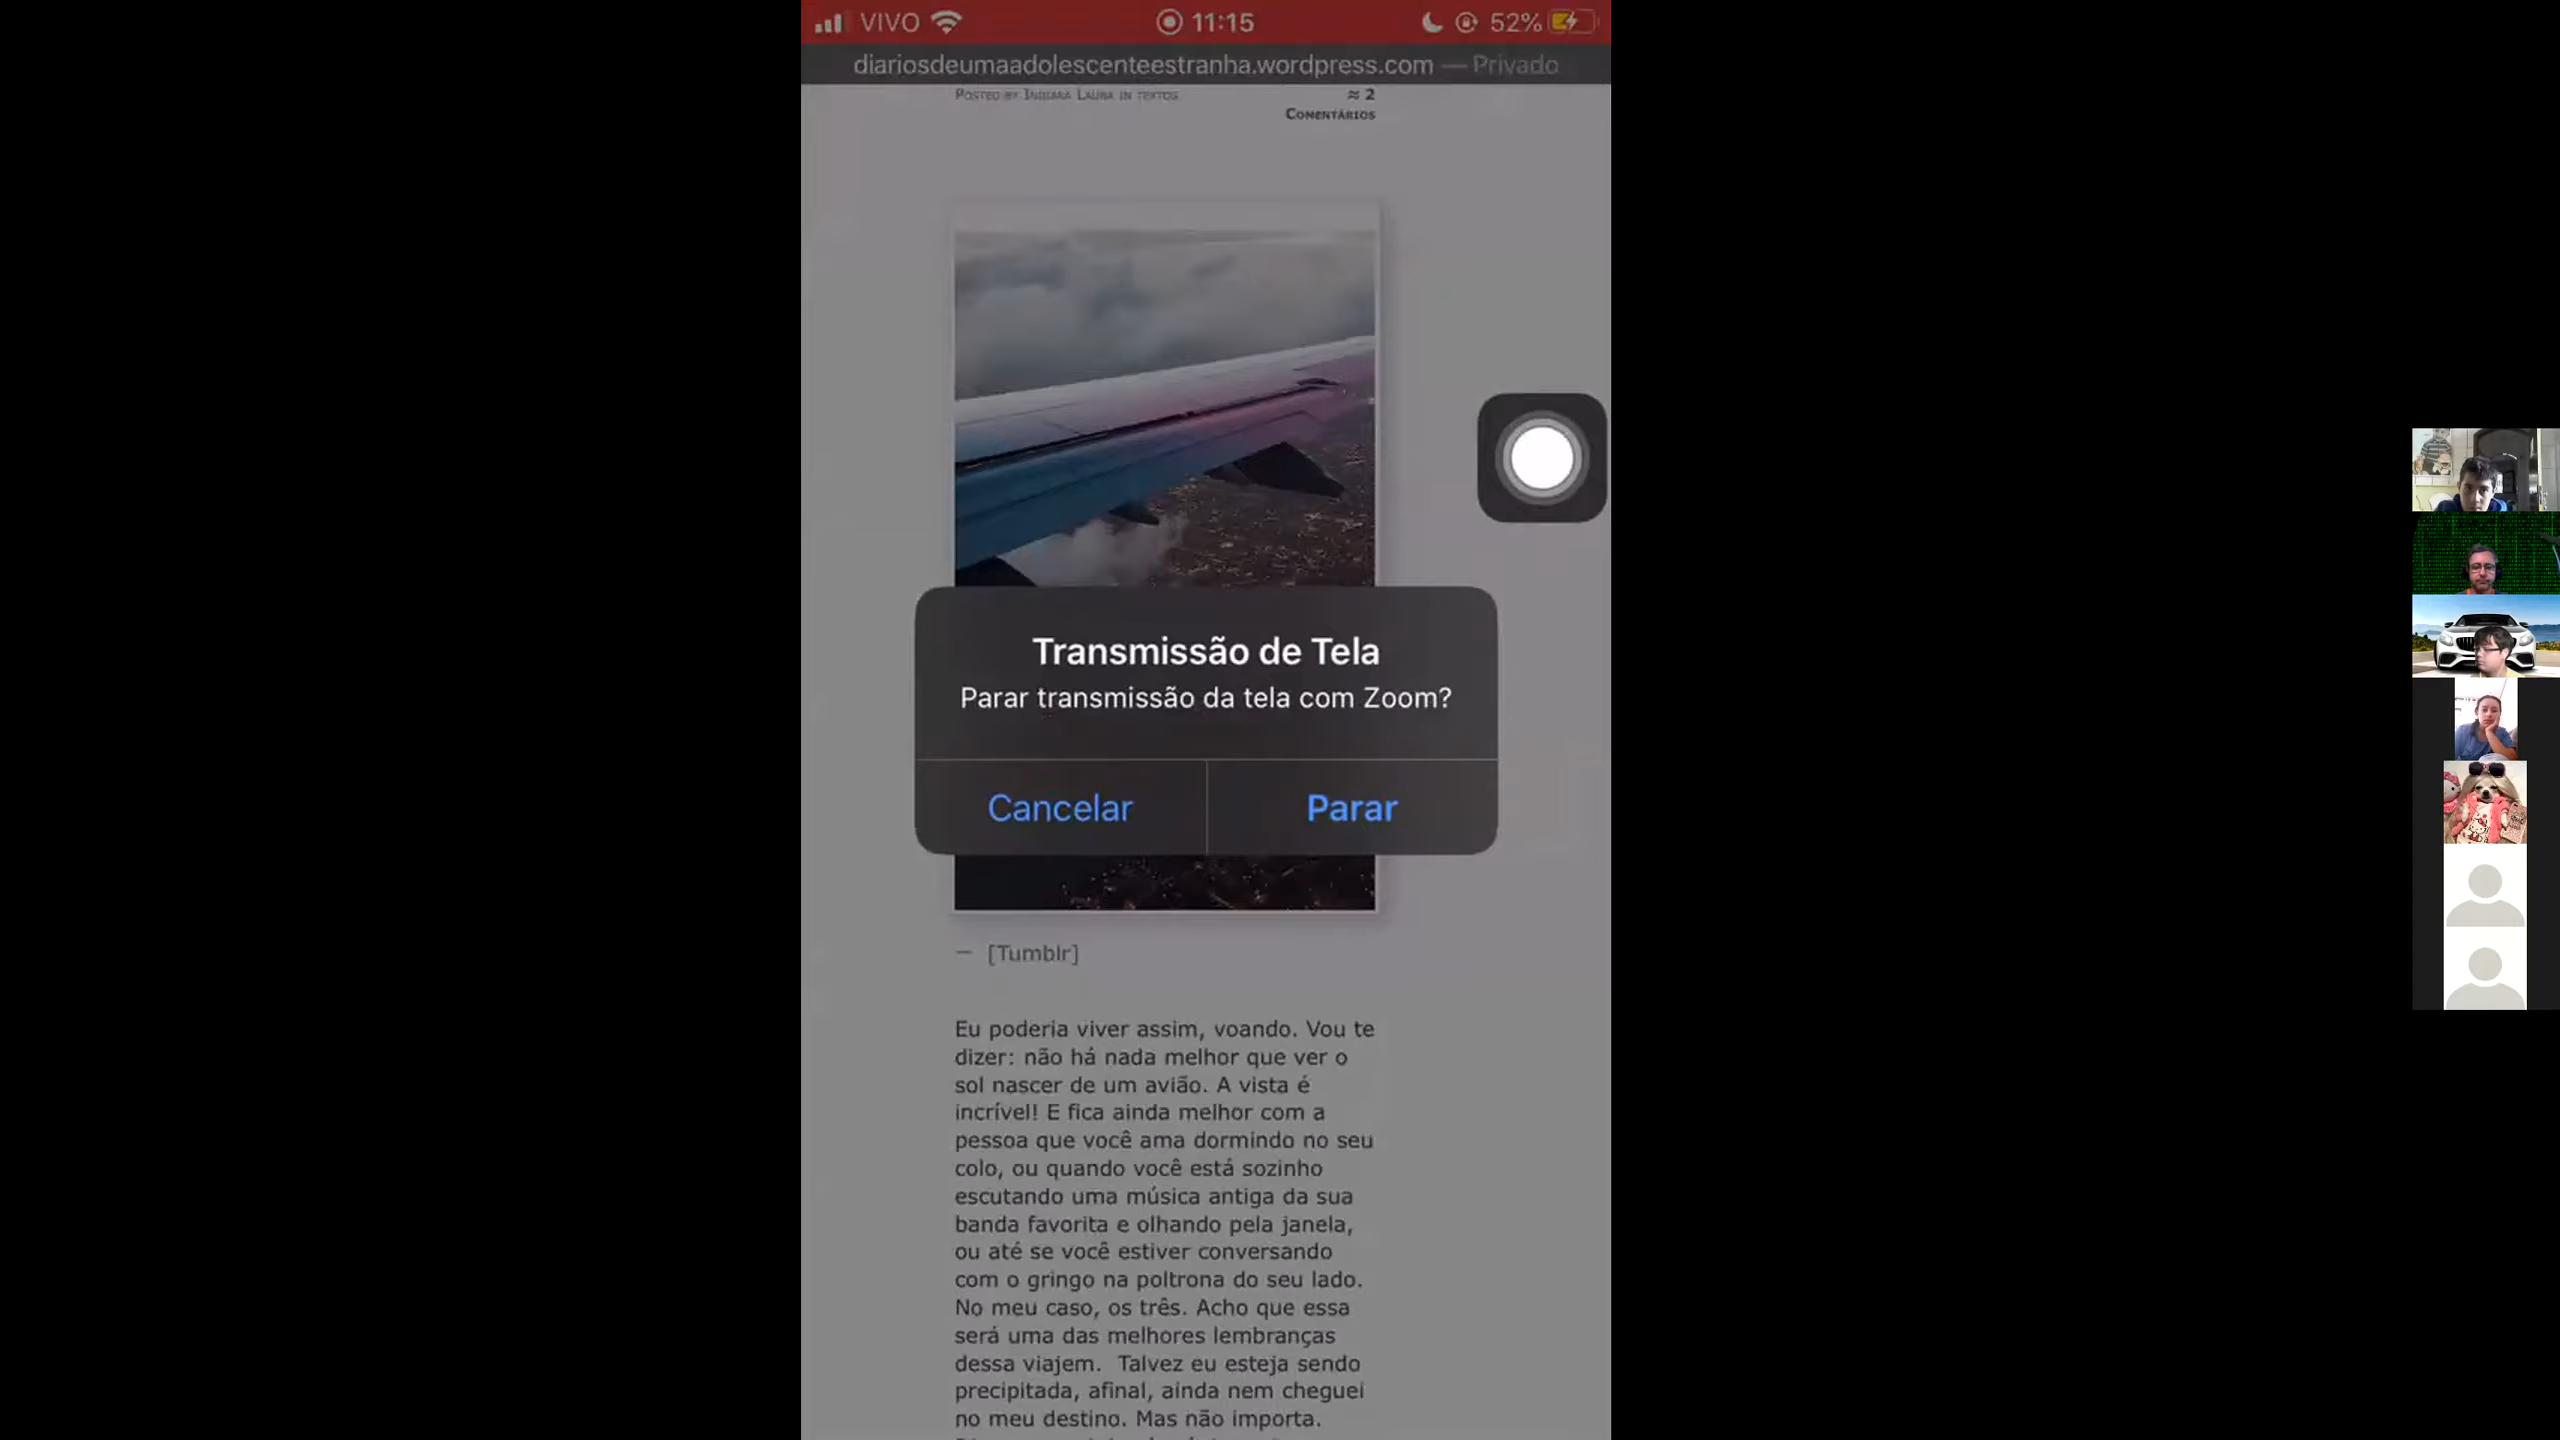 VIVO 11:15 52%
diariosdeumaadolescenteestranha.wordpress.com — Privado
Posted by Indiara Laura in textos
≈ 2
Comentários
Transmissão de Tela
Parar transmissão da tela com Zoom?
Cancelar Parar
— [Tumblr]
Eu poderia viver assim, voando. Vou te
dizer: não há nada melhor que ver o
sol nascer de um avião. A vista é
incrível! E fica ainda melhor com a
pessoa que você ama dormindo no seu
colo, ou quando você está sozinho
escutando uma música antiga da sua
banda favorita e olhando pela janela,
ou até se você estiver conversando
com o gringo na poltrona do seu lado.
No meu caso, os três. Acho que essa
será uma das melhores lembranças
dessa viajem. Talvez eu esteja sendo
precipitada, afinal, ainda nem cheguei
no meu destino. Mas não importa.